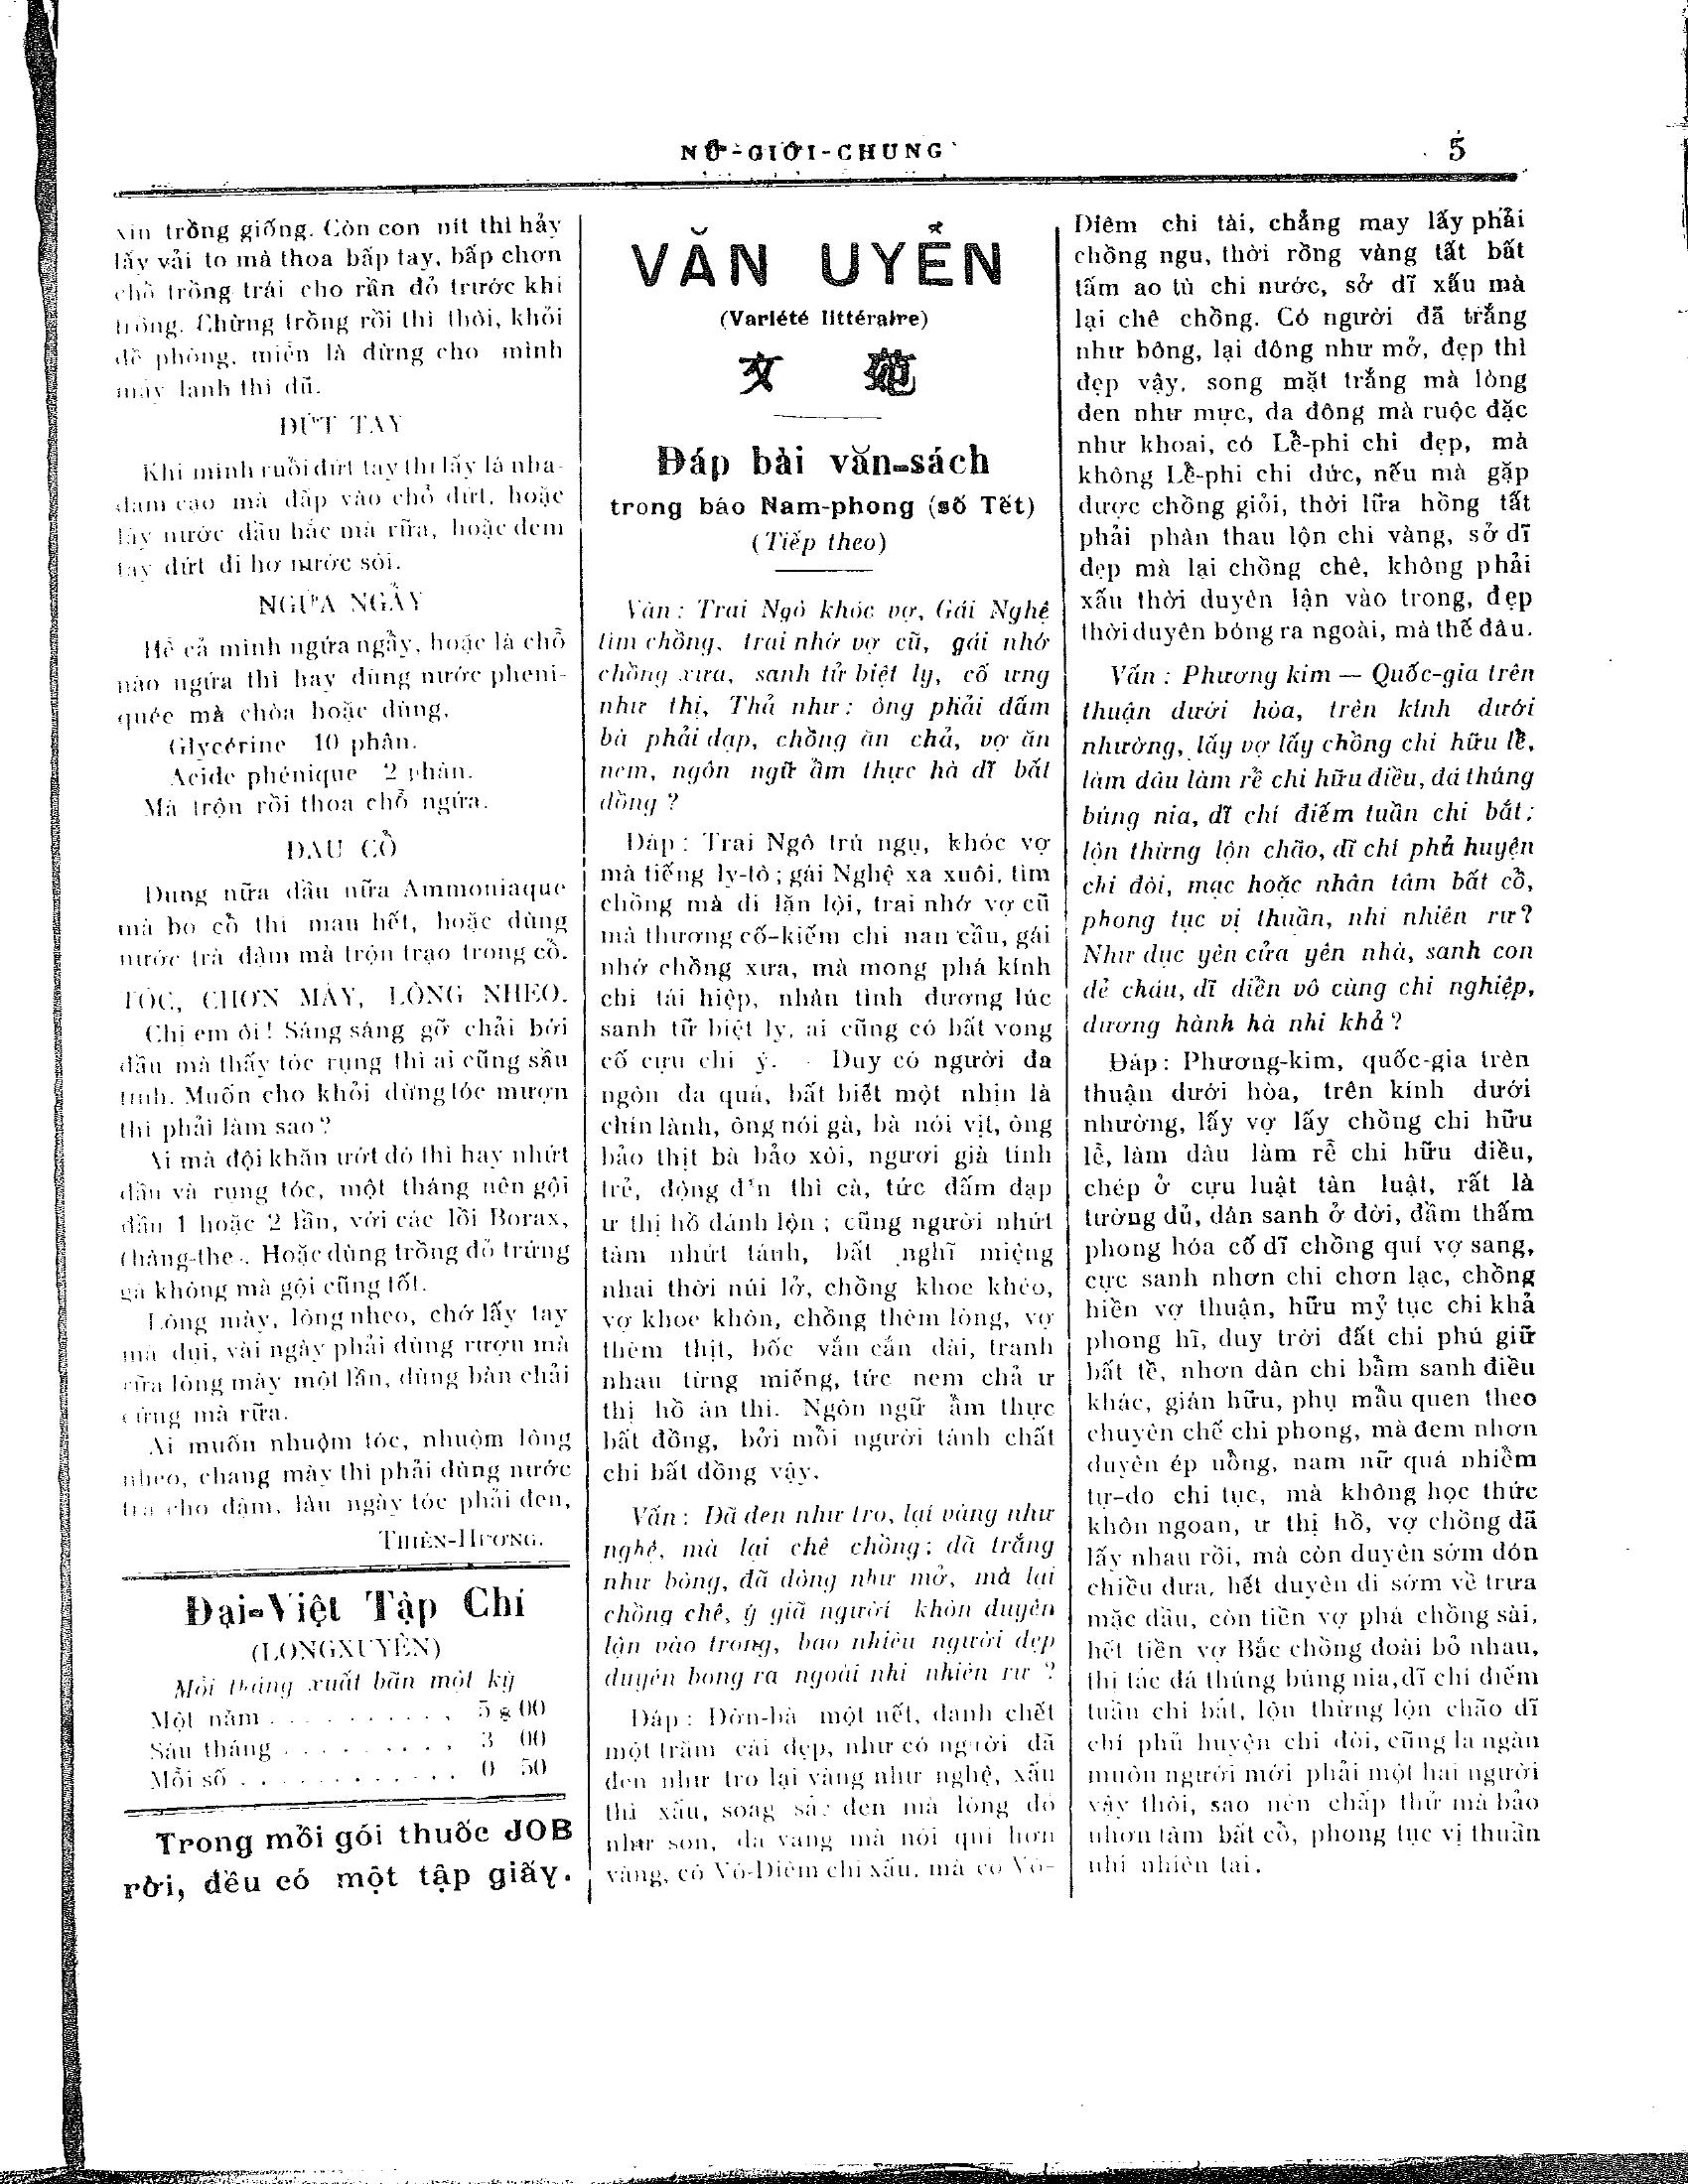 NỮ-GIỚI-CHUNG
5
xin trồng giống. Còn con nít thì hảy
lấy vải to mà thoa bấp tay, bấp chơn
chỗ trồng trái cho rần đỏ trước khi
trồng. Chừng trồng rồi thì thôi, khỏi
đề phòng, miễn là đừng cho mình
mảy lanh thì đủ.
ĐỨT TAY
Khi mình ruồi đứt tay thì lấy lá nha-
đam cạo mà đắp vào chỗ đứt, hoặc
lấy nước dầu hắc mà rữa, hoặc đem
tay đứt đi hơ nước sôi.
NGỨA NGẨY
Hể cả mình ngứa ngẩy, hoặc là chỗ
nào ngứa thì hay dùng nước pheni-
quée mà chòa hoặc dùng,
Glycérine 10 phân.
Acide phénique 2 phân.
Mà trộn rồi thoa chỗ ngứa.
ĐAU CỔ
Dung nữa dầu nữa Ammoniaque
mà bo cổ thì mau hết, hoặc dùng
nước trà đậm mà trộn trạo trong cổ.
TÓC, CHƠN MÀY, LÔNG NHEO.
Chị em ôi! Sáng sáng gỡ chải bới
đầu mà thấy tóc rụng thì ai cũng sầu
tình. Muốn cho khỏi dừng tóc mượn
thì phải làm sao?
Ai mà đội khăn ướt đó thì hay nhứt
đầu và rụng tóc, một tháng nên gội
đầu 1 hoặc 2 lần, với các lồi Borax,
thàng-the. Hoặc dùng trồng đỏ trứng
gà không mà gội cũng tốt.
Lông mày, lông nheo, chớ lấy tay
mà dụi, vài ngày phải dùng rượu mà
rữa lông mày một lần, dùng bàn chải
cứng mà rữa.
Ai muốn nhuộm tóc, nhuộm lông
nheo, chang mày thì phải dùng nước
trà cho đậm, lâu ngày tóc phải đen,
THIÊN-HƯƠNG.
Đại-Việt Tập Chí
(LONGXUYÊN)
Mỗi tháng xuất bãn một kỳ
Một năm . . . . . . . . . . , 5 $ 00
Sáu tháng . . . . . . . . . , 3 00
Mỗi số . . . . . . . . . . . . 0 50
Trong mỗi gói thuốc JOB
rời, đều có một tập giấy.
VĂN UYỂN
(Variété littéraire)
文 苑
Đáp bài văn-sách
trong báo Nam-phong (số Tết)
(Tiếp theo)
Vấn: Trai Ngô khóc vợ, Gái Nghệ
tìm chồng, trai nhớ vợ cũ, gái nhớ
chồng xưa, sanh tử biệt ly, cố ưng
như thị, Thả như: ông phải đấm
bà phải đạp, chồng ăn chả, vợ ăn
nem, ngôn ngữ ẩm thực hà dĩ bất
đồng?
Đáp: Trai Ngô trú ngụ, khóc vợ
mà tiếng ly-tò; gái Nghệ xa xuôi, tìm
chồng mà đi lặn lội, trai nhớ vợ cũ
mà thương cố-kiếm chi nan cầu, gái
nhớ chồng xưa, mà mong phá kính
chi tái hiệp, nhân tình đương lúc
sanh tử biệt ly, ai cũng có bất vong
cố cựu chi ý. Duy có người đa
ngôn đa quá, bất biết một nhịn là
chín lành, ông nói gà, bà nói vịt, ông
bảo thịt bà bảo xôi, ngươi già tính
trẻ, động đến thì cà, tức đấm đạp
ư thị hồ đánh lộn; cũng người nhứt
tâm nhứt tánh, bất nghĩ miệng
nhai thời núi lở, chồng khoe khéo,
vợ khoe khôn, chồng thèm lòng, vợ
thèm thịt, bốc vắn cắn dài, tranh
nhau từng miếng, tức nem chả ư
thị hồ ăn thi. Ngôn ngữ ẩm thực
bất đồng, bởi mỗi người tánh chất
chi bất đồng vậy.
Vấn: Đã đen như tro, lại vàng như
nghệ, mà lại chê chồng; đã trắng
như bông, đã đông như mở, mà lại
chồng chê, ý giã người khôn duyên
lận vào trong, bao nhiêu người đẹp
duyên bong ra ngoài nhi nhiên rư?
Đáp: Đờn-bà một nết, đanh chết
một trăm cái đẹp, như có người đã
đen như tro lại vàng như nghệ, xấu
thì xấu, song sắc đen mà lòng đỏ
như son, da vàng mà nói quí hơn
vàng, có Vô-Diêm chi xấu, mà có Vô-
Diêm chi tài, chẳng may lấy phải
chồng ngu, thời rồng vàng tất bất
tắm ao tù chi nước, sở dĩ xấu mà
lại chê chồng. Có người đã trắng
như bông, lại đông như mở, đẹp thì
đẹp vậy, song mặt trắng mà lòng
đen như mực, da đông mà ruộc đặc
như khoai, có Lễ-phi chi đẹp, mà
không Lễ-phi chi đức, nếu mà gặp
được chồng giỏi, thời lữa hồng tất
phải phàn thau lộn chi vàng, sở dĩ
đẹp mà lại chồng chê, không phải
xấu thời duyên lận vào trong, đẹp
thời duyên bóng ra ngoài, mà thế đâu.
Vấn: Phương kim — Quốc-gia trên
thuận dưới hòa, trên kính dưới
nhường, lấy vợ lấy chồng chi hữu lề,
làm dâu làm rể chi hữu điều, đá thúng
búng nia, dĩ chí điếm tuần chi bắt;
lộn thừng lộn chão, dĩ chí phủ huyện
chi đòi, mạc hoặc nhân tâm bất cổ,
phong tục vị thuần, nhi nhiên rư?
Như dục yên cửa yên nhà, sanh con
đẻ cháu, dĩ diễn vô cùng chi nghiệp,
dương hành hà nhi khả?
Đáp: Phương-kim, quốc-gia trên
thuận dưới hòa, trên kính dưới
nhường, lấy vợ lấy chồng chi hữu
lễ, làm dâu làm rể chi hữu điều,
chép ở cựu luật tân luật, rất là
tường đủ, dân sanh ở đời, đầm thấm
phong hóa cố dĩ chồng quí vợ sang,
cực sanh nhơn chi chơn lạc, chồng
hiền vợ thuận, hữu mỷ tục chi khả
phong hĩ, duy trời đất chi phú giữ
bất tề, nhơn dân chi bẩm sanh điều
khác, gián hữu, phụ mẫu quen theo
chuyên chế chi phong, mà đem nhơn
duyên ép uổng, nam nữ quá nhiểm
tự-do chi tục, mà không học thức
khôn ngoan, ư thị hồ, vợ chồng đã
lấy nhau rồi, mà còn duyên sớm đón
chiều đưa, hết duyên đi sớm về trưa
mặc dầu, còn tiền vợ phá chồng sài,
hết tiền vợ Bắc chồng đoài bỏ nhau,
thị tác đá thúng búng nia, dĩ chí điếm
tuần chi bắt, lộn thừng lộn chão dĩ
chí phủ huyện chi đòi, cũng là ngàn
muôn người mới phải một hai người
vậy thôi, sao nên chấp thử mà bảo
nhơn tâm bất cổ, phong tục vị thuần
nhi nhiên tai.